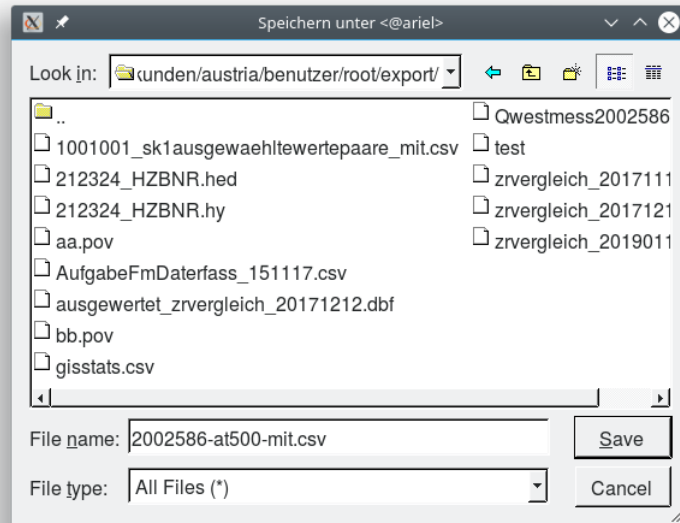 Speichern unter <@ariel>
Look in: kunden/austria/benutzer/root/export/
..
1001001_sk1ausgewaehltewertepaare_mit.csv
212324_HZBNR.hed
212324_HZBNR.hy
aa.pov
AufgabeFmDaterfass_151117.csv
ausgewertet_zrvergleich_20171212.dbf
bb.pov
gisstats.csv
Qwestmess2002586
test
zrvergleich_2017111
zrvergleich_2017121
zrvergleich_2019011
File name: 2002586-at500-mit.csv
Save
File type: All Files (*)
Cancel